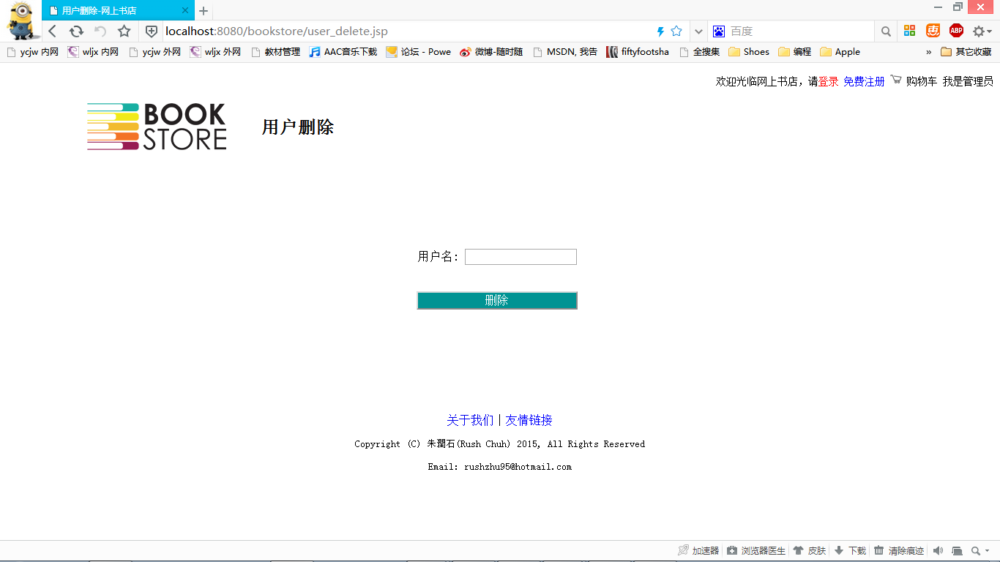 用户删除-网上书店
localhost:8080/bookstore/user_delete.jsp 百度 惠 ABP
ycjw 内网 wljx 内网 ycjw 外网 wljx 外网 教材管理 AAC音乐下载 论坛 - Powe 微博-随时随 MSDN, 我告 fiftyfootsha 全搜集 Shoes 编程 Apple » 其它收藏
欢迎光临网上书店，请登录 免费注册 购物车 我是管理员
BOOK
STORE
用户删除
用户名：
删除
关于我们 | 友情链接
Copyright (C) 朱潤石(Rush Chuh) 2015, All Rights Reserved
Email: rushzhu95@hotmail.com
加速器 浏览器医生 皮肤 下载 清除痕迹